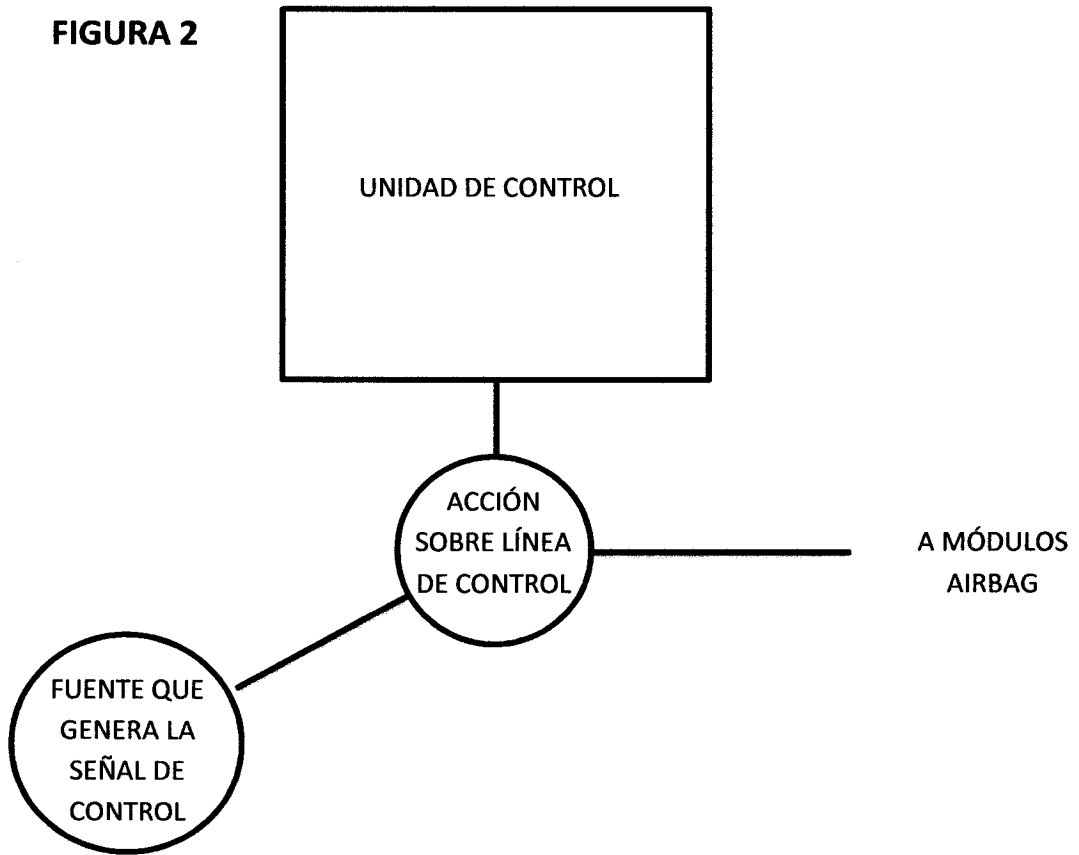 FIGURA 2
UNIDAD DE CONTROL
ACCIÓN
SOBRE LÍNEA
DE CONTROL
A MÓDULOS
AIRBAG
FUENTE QUE
GENERA LA
SEÑAL DE
CONTROL